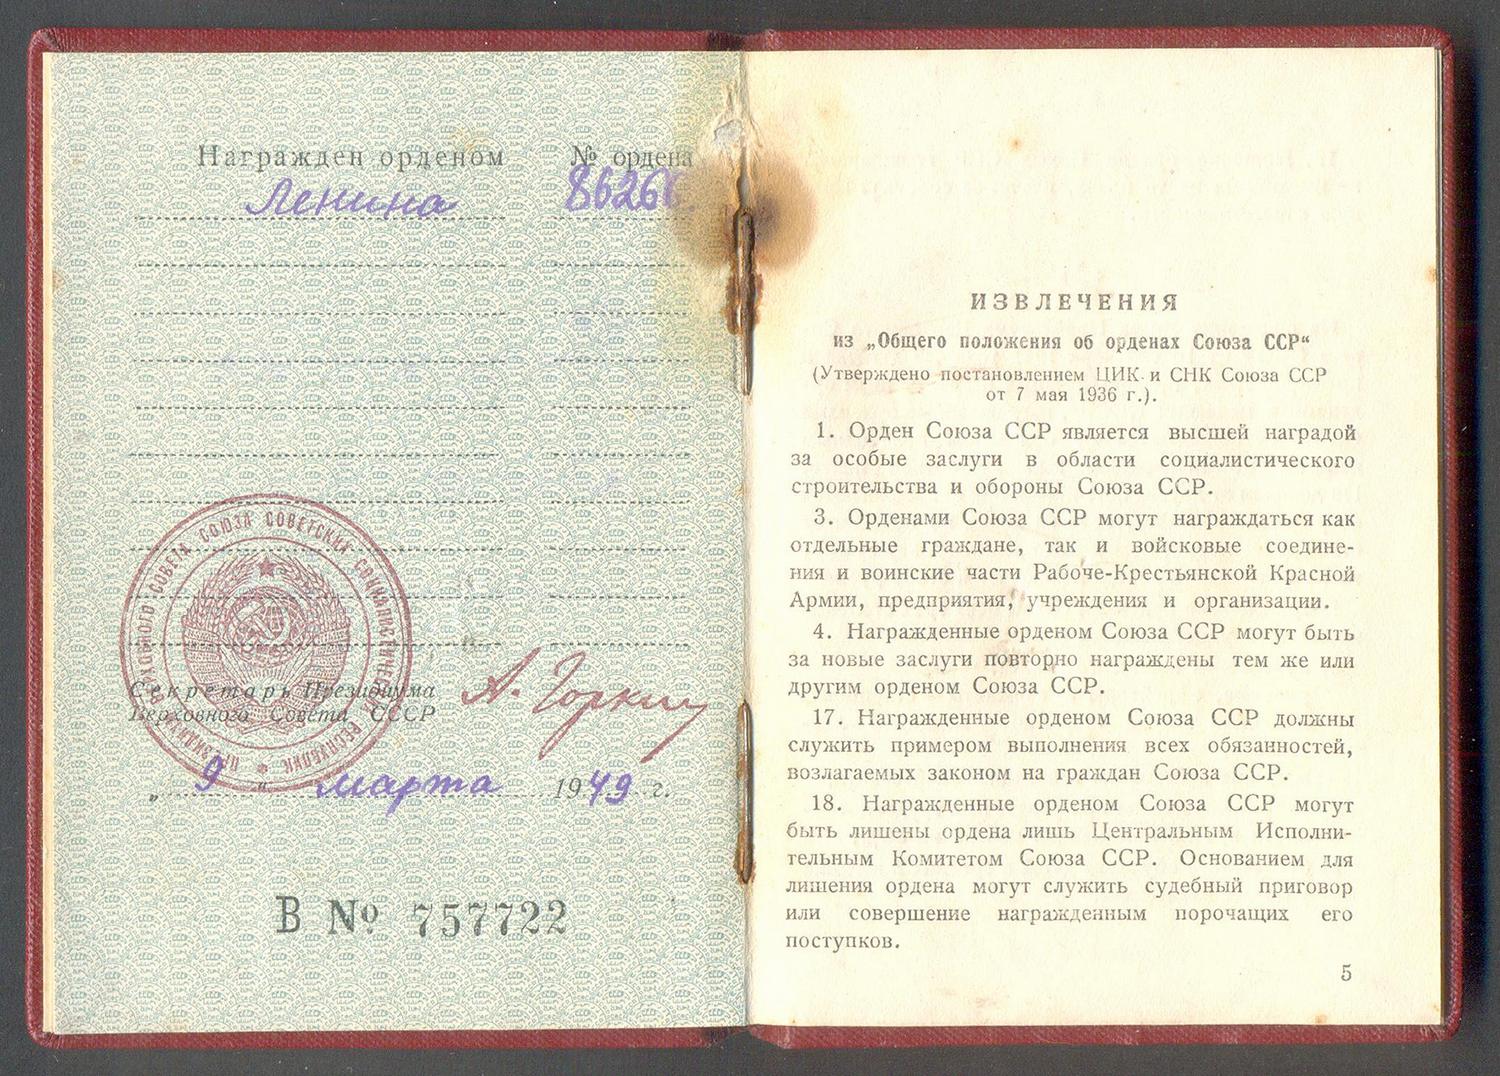 Награжден орденом № ордена
Ленина 86266
Секретарь Президиума
Верховного Совета СССР
А. Горкин
ПРЕЗИДИУМ ВЕРХОВНОГО СОВЕТА СОЮЗА СОВЕТСКИХ СОЦИАЛИСТИЧЕСКИХ РЕСПУБЛИК
„9“ марта 1949 г.
В № 757722
ИЗВЛЕЧЕНИЯ
из „Общего положения об орденах Союза ССР“
(Утверждено постановлением ЦИК и СНК Союза ССР
от 7 мая 1936 г.).
1. Орден Союза ССР является высшей наградой
за особые заслуги в области социалистического
строительства и обороны Союза ССР.
3. Орденами Союза ССР могут награждаться как
отдельные граждане, так и войсковые соедине-
ния и воинские части Рабоче-Крестьянской Красной
Армии, предприятия, учреждения и организации.
4. Награжденные орденом Союза ССР могут быть
за новые заслуги повторно награждены тем же или
другим орденом Союза ССР.
17. Награжденные орденом Союза ССР должны
служить примером выполнения всех обязанностей,
возлагаемых законом на граждан Союза ССР.
18. Награжденные орденом Союза ССР могут
быть лишены ордена лишь Центральным Исполни-
тельным Комитетом Союза ССР. Основанием для
лишения ордена могут служить судебный приговор
или совершение награжденным порочащих его
поступков.
5